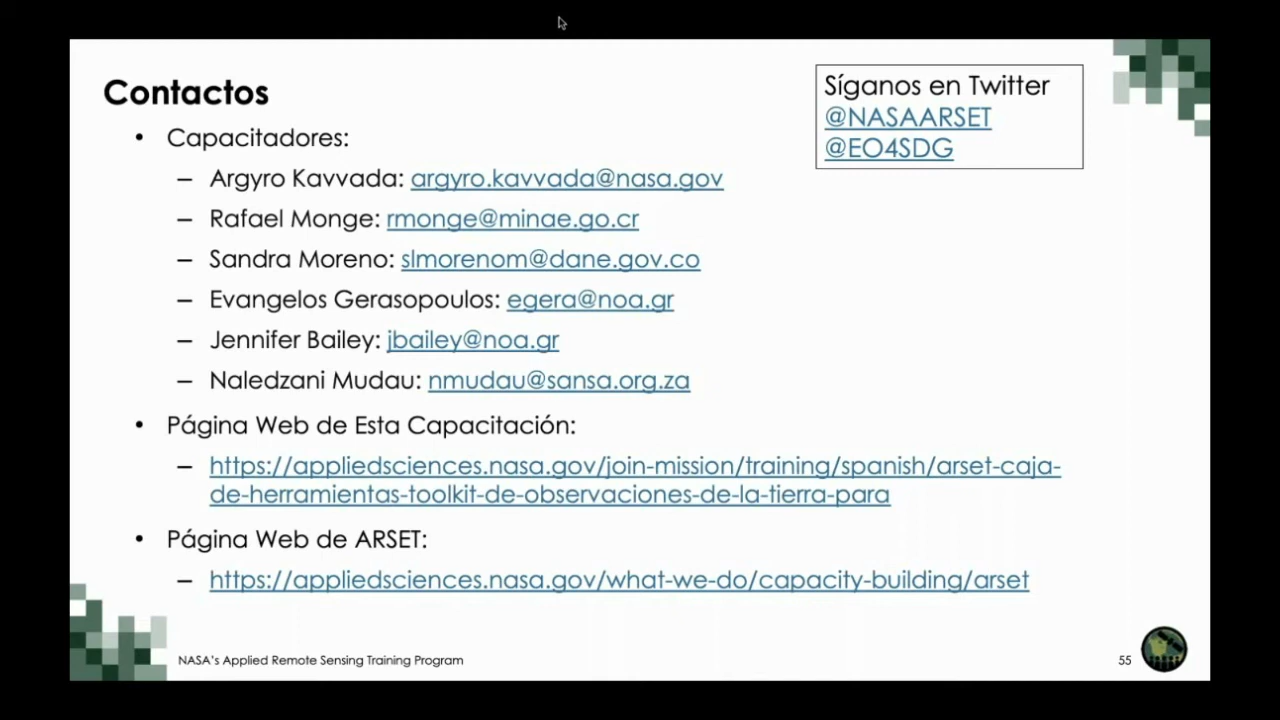 Contactos
Síganos en Twitter
@NASAARSET
@EO4SDG
• Capacitadores:
– Argyro Kavvada: argyro.kavvada@nasa.gov
– Rafael Monge: rmonge@minae.go.cr
– Sandra Moreno: slmorenom@dane.gov.co
– Evangelos Gerasopoulos: egera@noa.gr
– Jennifer Bailey: jbailey@noa.gr
– Naledzani Mudau: nmudau@sansa.org.za
• Página Web de Esta Capacitación:
– https://appliedsciences.nasa.gov/join-mission/training/spanish/arset-caja-
de-herramientas-toolkit-de-observaciones-de-la-tierra-para
• Página Web de ARSET:
– https://appliedsciences.nasa.gov/what-we-do/capacity-building/arset
NASA's Applied Remote Sensing Training Program
55